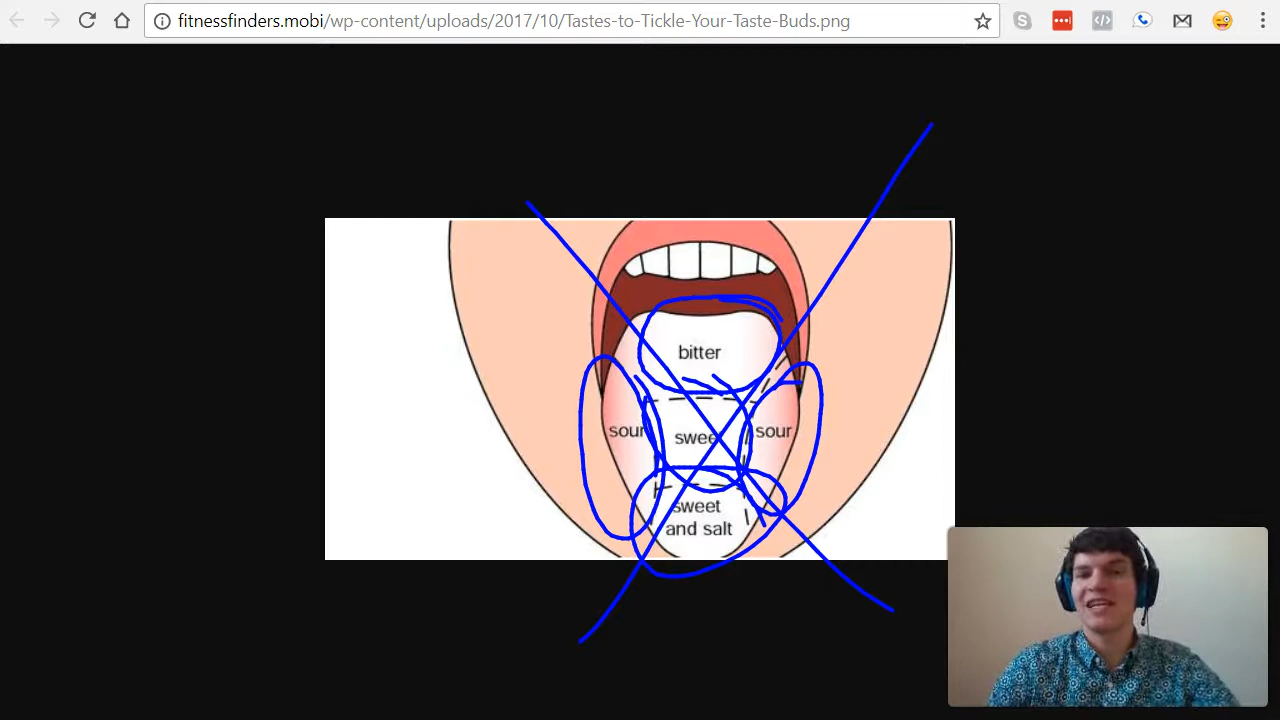 fitnessfinders.mobi/wp-content/uploads/2017/10/Tastes-to-Tickle-Your-Taste-Buds.png
bitter
sour sweet sour
sweet
and salt